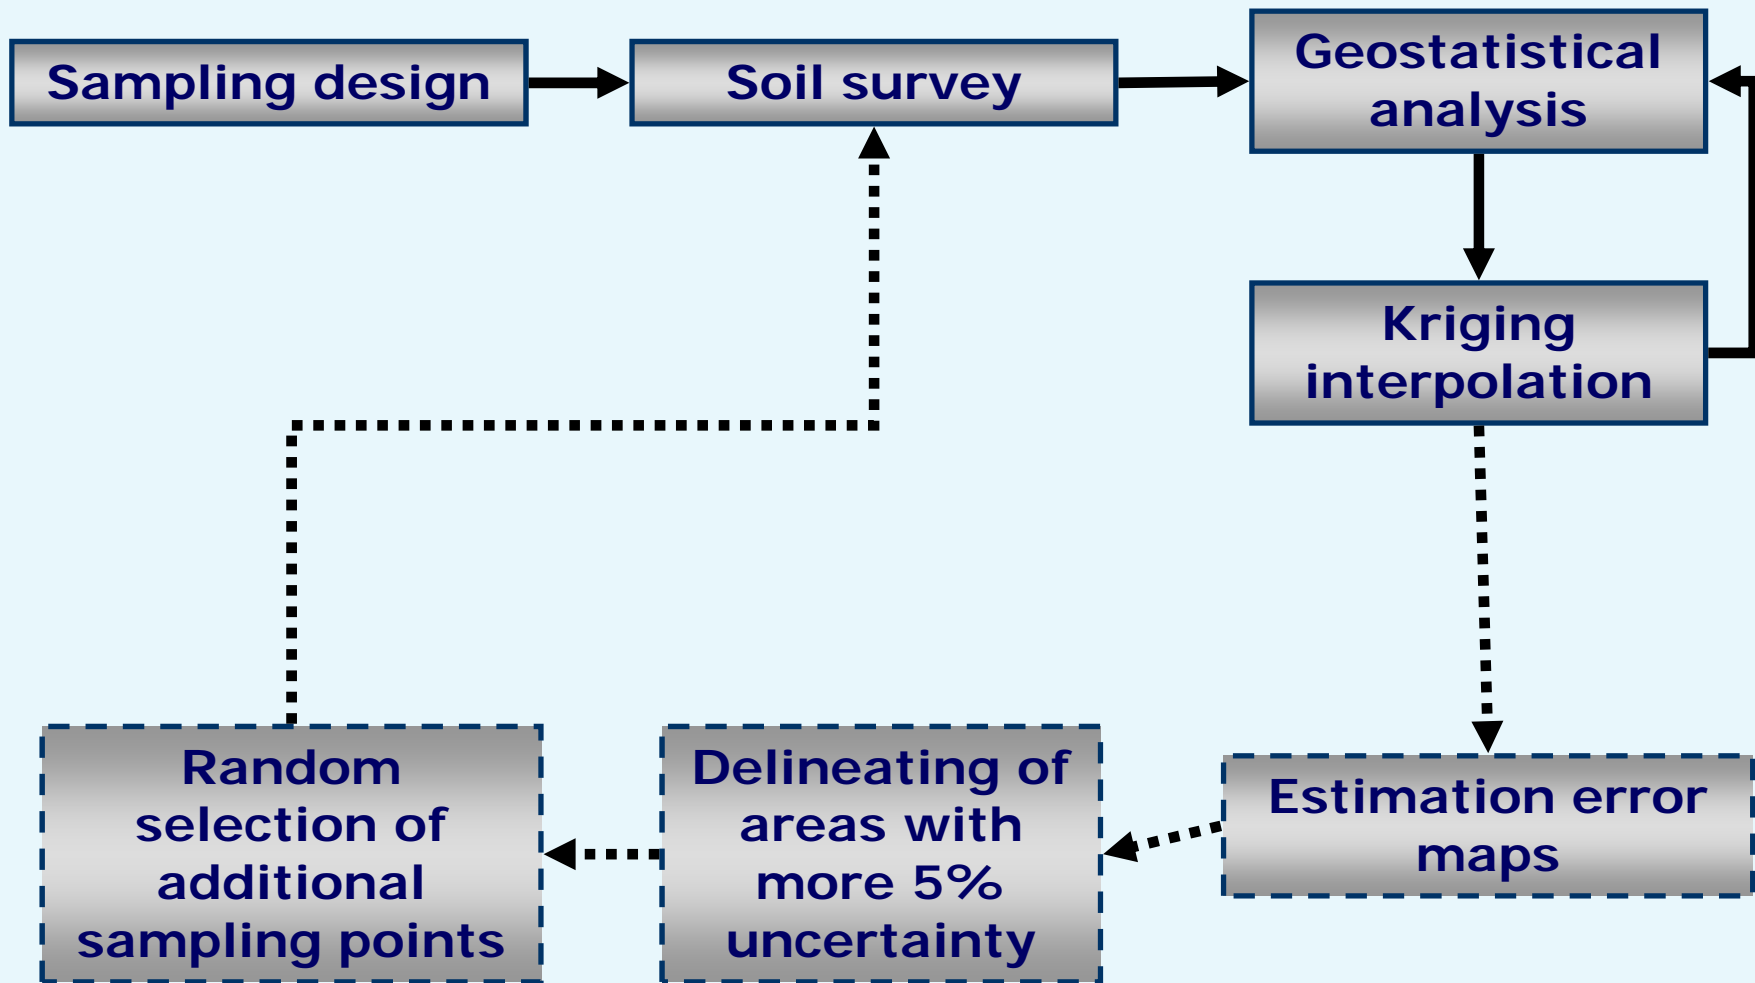 Sampling design
Soil survey
Geostatistical
analysis
Kriging
interpolation
Estimation error
maps
Delineating of
areas with
more 5%
uncertainty
Random
selection of
additional
sampling points